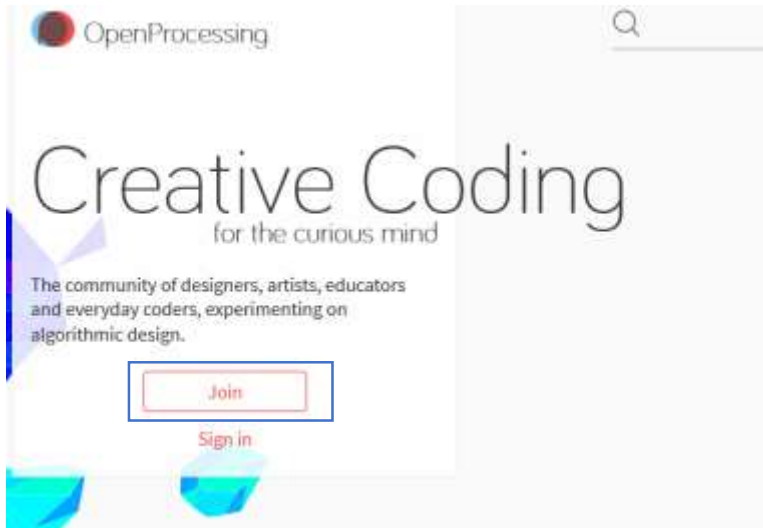 OpenProcessing
Creative Coding
for the curious mind
The community of designers, artists, educators
and everyday coders, experimenting on
algorithmic design.
Join
Sign in